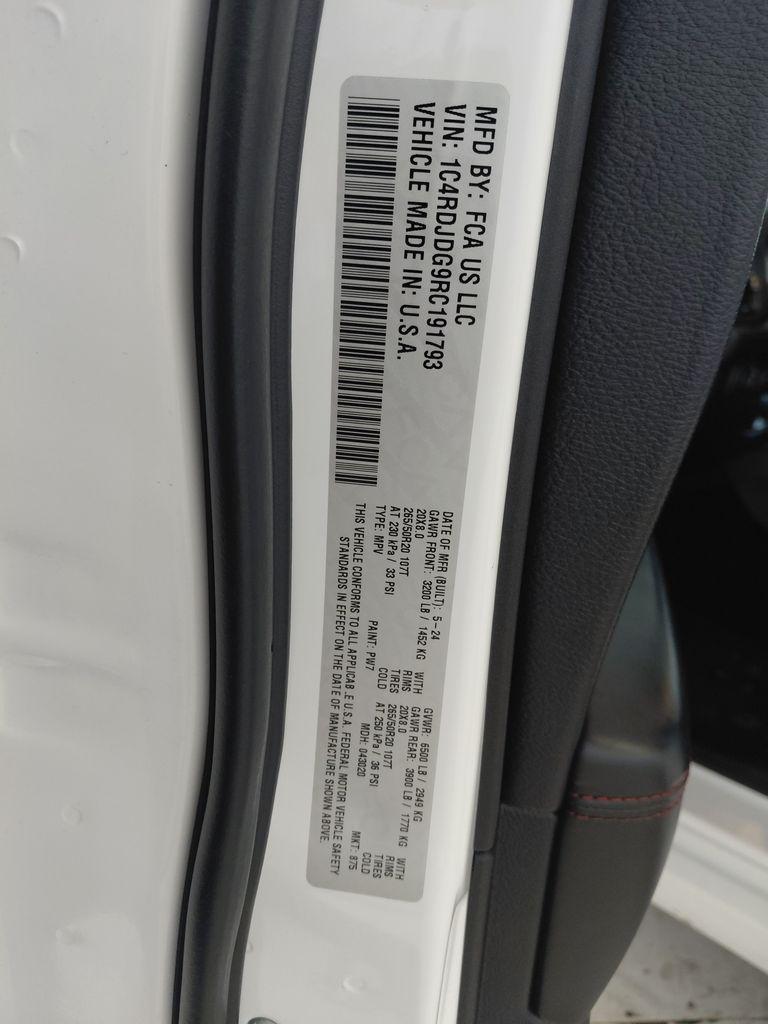 MFD BY: FCA US LLC
VIN: 1C4RDJDG9RC191793
VEHICLE MADE IN: U.S.A.
DATE OF MFR (BUILT): 5-24 GVWR: 6500 LB / 2949 KG
GAWR FRONT: 3200 LB / 1452 KG WITH GAWR REAR: 3900 LB / 1770 KG WITH
20X8.0 RIMS 20X8.0 RIMS
265/50R20 107T TIRES 265/50R20 107T TIRES
AT 230 kPa / 33 PSI COLD AT 250 kPa / 36 PSI COLD
TYPE: MPV PAINT: PW7 MDH: 043020 MKT: 875
THIS VEHICLE CONFORMS TO ALL APPLICAB.E U.S.A. FEDERAL MOTOR VEHICLE SAFETY
STANDARDS IN EFFECT ON THE DATE OF MANUFACTURE SHOWN ABOVE.